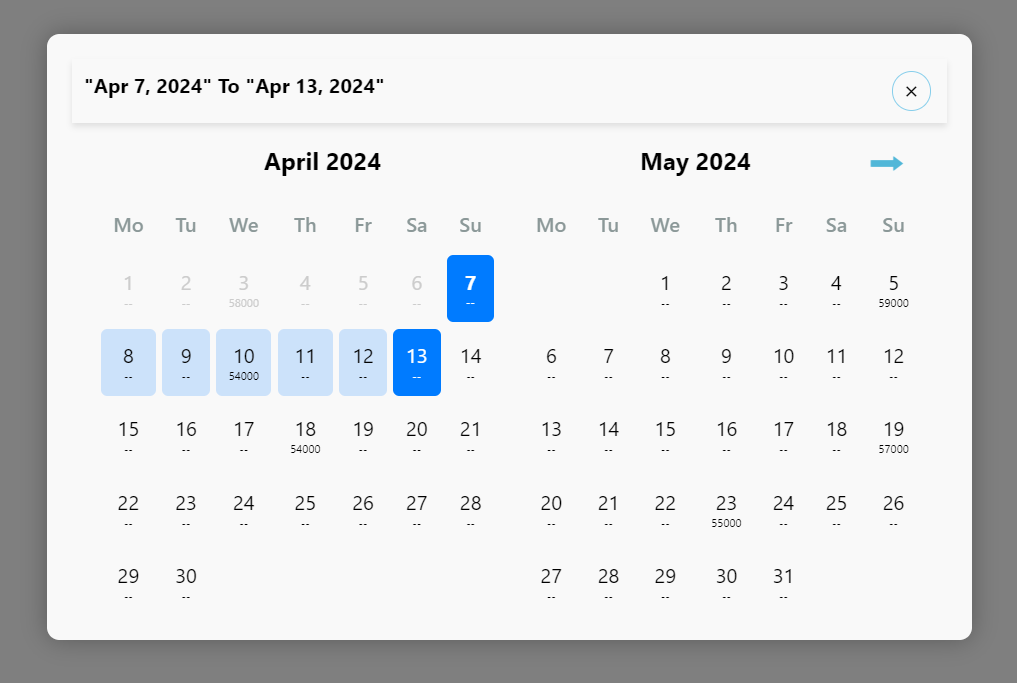 "Apr 7, 2024" To "Apr 13, 2024"
April 2024
Mo Tu We Th Fr Sa Su
1 2 3 4 5 6 7
-- -- 58000 -- -- -- --
8 9 10 11 12 13 14
-- -- 54000 -- -- -- --
15 16 17 18 19 20 21
-- -- -- 54000 -- -- --
22 23 24 25 26 27 28
-- -- -- -- -- -- --
29 30
-- --
May 2024
Mo Tu We Th Fr Sa Su
1 2 3 4 5
-- -- -- -- 59000
6 7 8 9 10 11 12
-- -- -- -- -- -- --
13 14 15 16 17 18 19
-- -- -- -- -- -- 57000
20 21 22 23 24 25 26
-- -- -- 55000 -- -- --
27 28 29 30 31
-- -- -- -- --